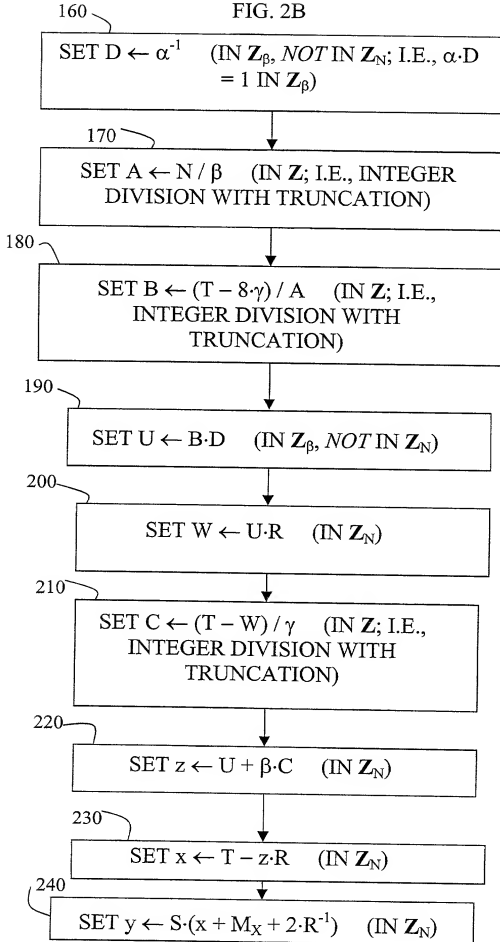 FIG. 2B
160
SET D ← α⁻¹ (IN Zβ, NOT IN ZN; I.E., α·D
= 1 IN Zβ)
170
SET A ← N / β (IN Z; I.E., INTEGER
DIVISION WITH TRUNCATION)
180
SET B ← (T – 8·γ) / A (IN Z; I.E.,
INTEGER DIVISION WITH
TRUNCATION)
190
SET U ← B·D (IN Zβ, NOT IN ZN)
200
SET W ← U·R (IN ZN)
210
SET C ← (T – W) / γ (IN Z; I.E.,
INTEGER DIVISION WITH
TRUNCATION)
220
SET z ← U + β·C (IN ZN)
230
SET x ← T – z·R (IN ZN)
240
SET y ← S·(x + MX + 2·R⁻¹) (IN ZN)